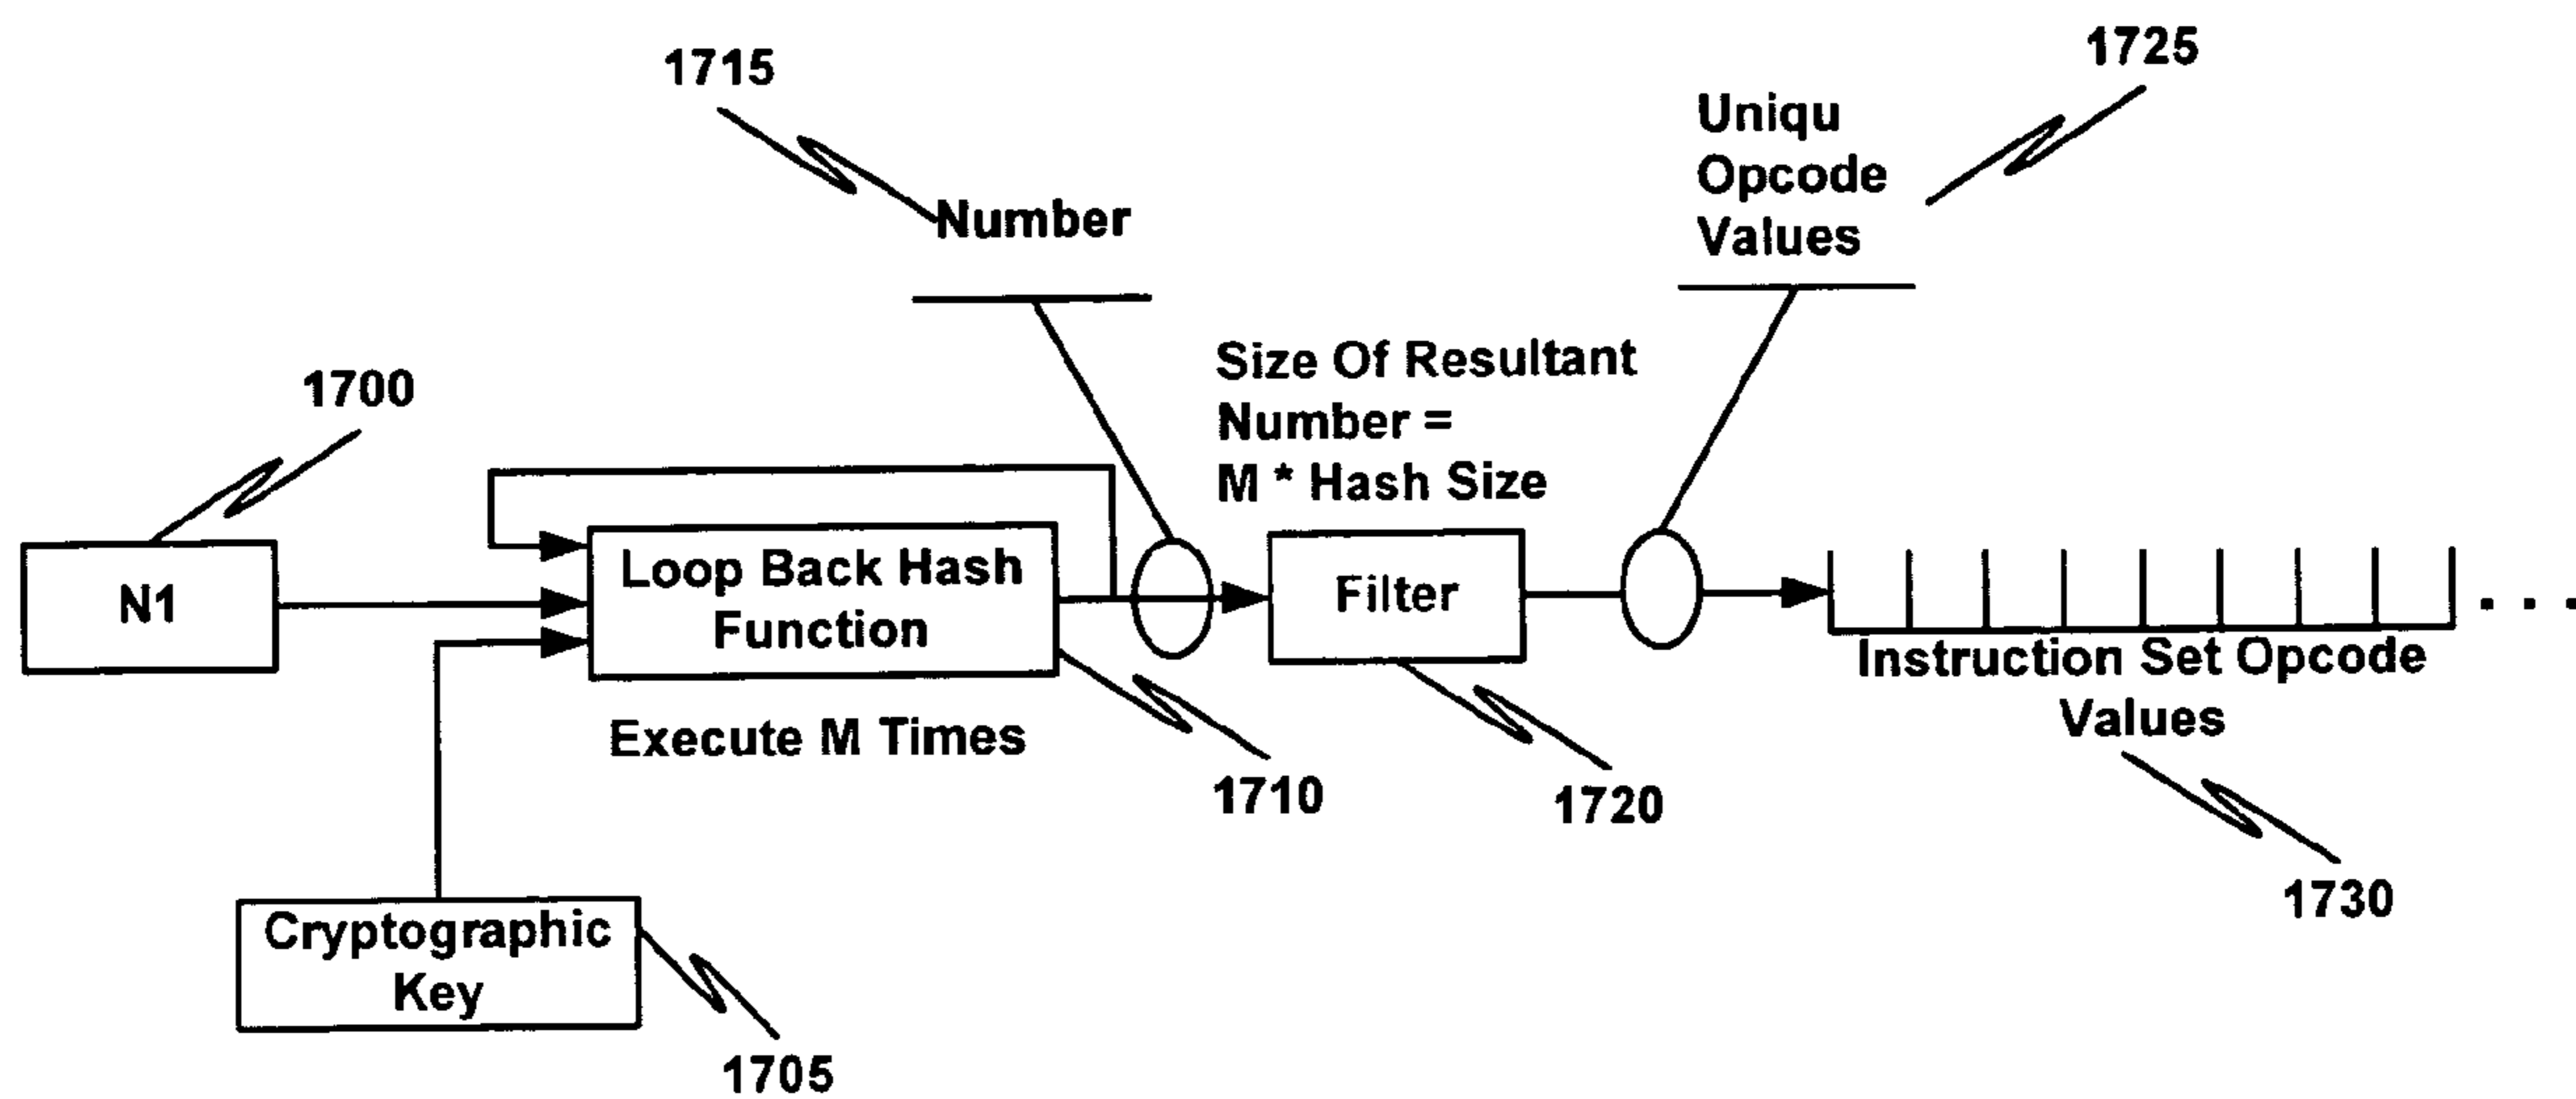 1715
1725
Uniqu
Opcode
Values
Number
Size Of Resultant
Number =
M * Hash Size
1700
N1
Loop Back Hash
Function
Filter
. . .
Instruction Set Opcode
Values
Execute M Times
1710
1720
1730
Cryptographic
Key
1705